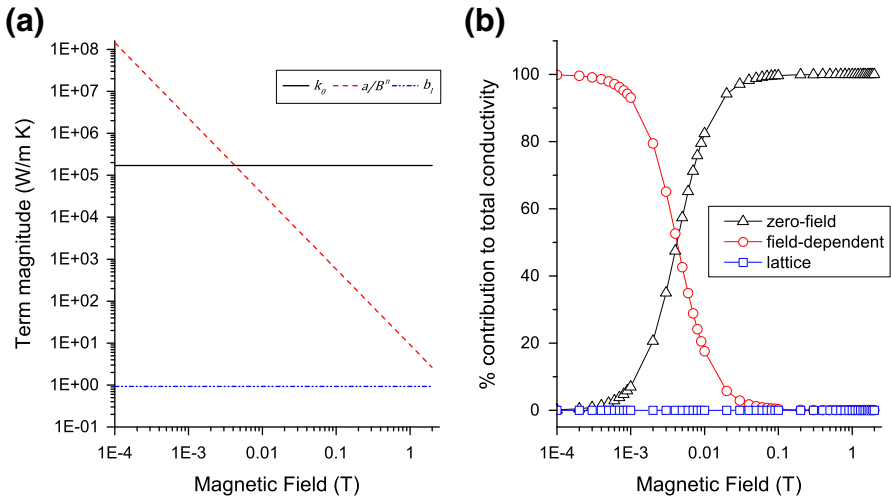 (a)
Term magnitude (W/m K)
1E+08
1E+07
1E+06
1E+05
1E+04
1E+03
1E+02
1E+01
1E+00
1E-01
k₀
a/Bⁿ
b₁
1E-4
1E-3
0.01
0.1
1
Magnetic Field (T)
(b)
% contribution to total conductivity
100
80
60
40
20
0
zero-field
field-dependent
lattice
1E-4
1E-3
0.01
0.1
1
Magnetic Field (T)